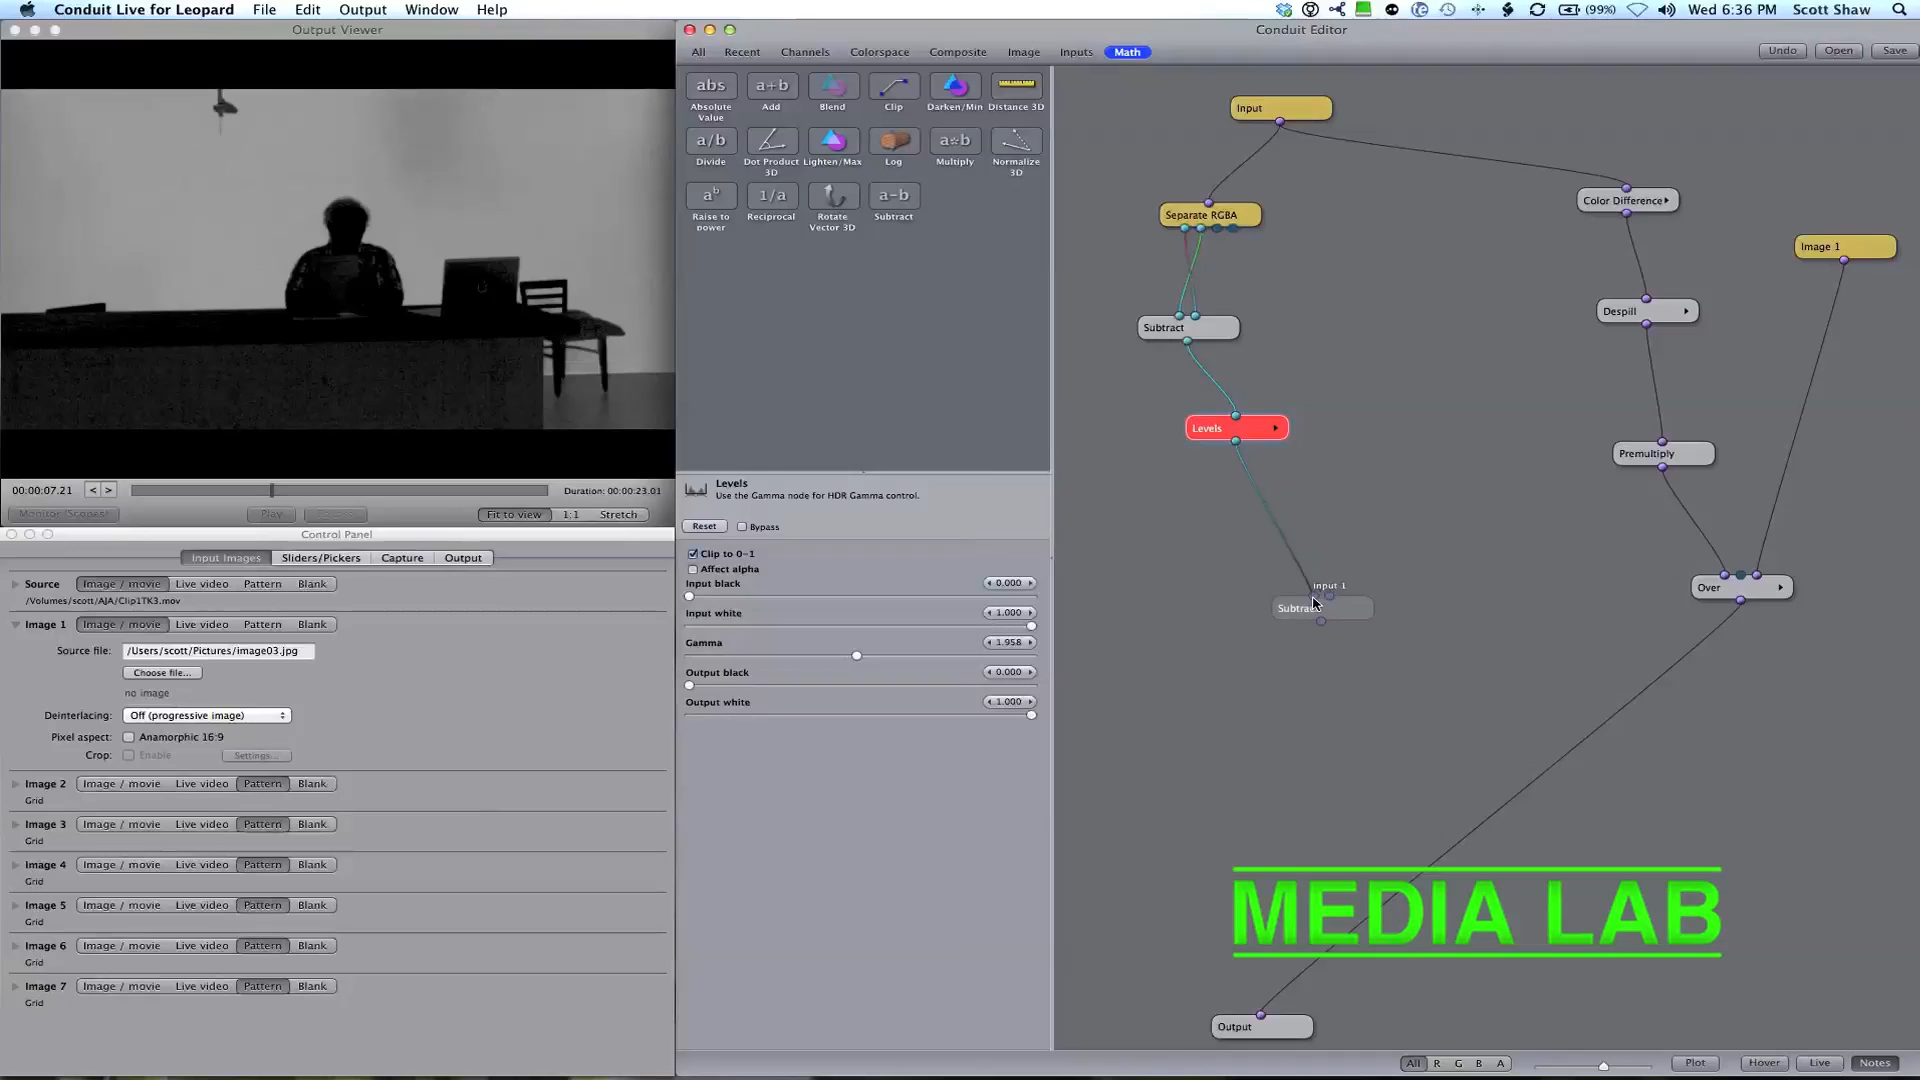 Conduit Live for Leopard File Edit Output Window Help
(99%) Wed 6:36 PM Scott Shaw
Output Viewer
00:00:07.21 < > Duration: 00:00:23.01
Monitor (Scopes) Play Fit to view 1:1 Stretch
Control Panel
Input Images Sliders/Pickers Capture Output
Source Image / movie Live video Pattern Blank
/Volumes/scott/AJA/Clip1TK3.mov
Image 1 Image / movie Live video Pattern Blank
Source file: /Users/scott/Pictures/image03.jpg
Choose file...
no image
Deinterlacing: Off (progressive image)
Pixel aspect: Anamorphic 16:9
Crop: Enable Settings...
Image 2 Image / movie Live video Pattern Blank
Grid
Image 3 Image / movie Live video Pattern Blank
Grid
Image 4 Image / movie Live video Pattern Blank
Grid
Image 5 Image / movie Live video Pattern Blank
Grid
Image 6 Image / movie Live video Pattern Blank
Grid
Image 7 Image / movie Live video Pattern Blank
Grid
Conduit Editor
All Recent Channels Colorspace Composite Image Inputs Math
Undo Open Save
abs a+b
Absolute Value Add Blend Clip Darken/Min Distance 3D
a/b a*b
Divide Dot Product 3D Lighten/Max Log Multiply Normalize 3D
a^b 1/a a-b
Raise to power Reciprocal Rotate Vector 3D Subtract
Levels
Use the Gamma node for HDR Gamma control.
Reset Bypass
Clip to 0-1
Affect alpha
Input black 0.000
Input white 1.000
Gamma 1.958
Output black 0.000
Output white 1.000
Input
Separate RGBA
Subtract
Levels
Input 1
Subtrac
Color Difference
Image 1
Despill
Premultiply
Over
MEDIA LAB
Output
All R G B A Plot Hover Live Notes